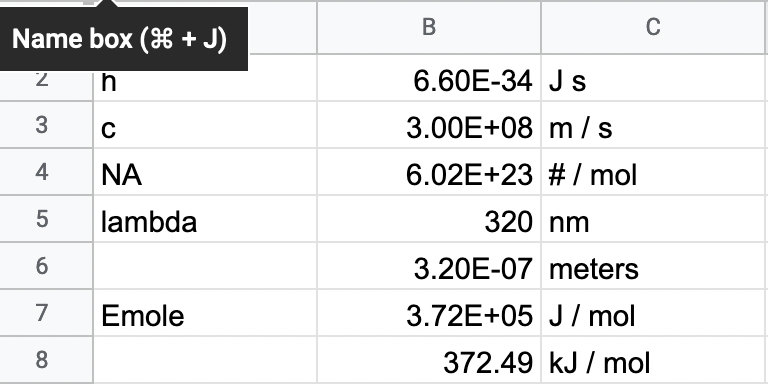 Name box (⌘ + J)
B C
2 h 6.60E-34 J s
3 c 3.00E+08 m / s
4 NA 6.02E+23 # / mol
5 lambda 320 nm
6 3.20E-07 meters
7 Emole 3.72E+05 J / mol
8 372.49 kJ / mol